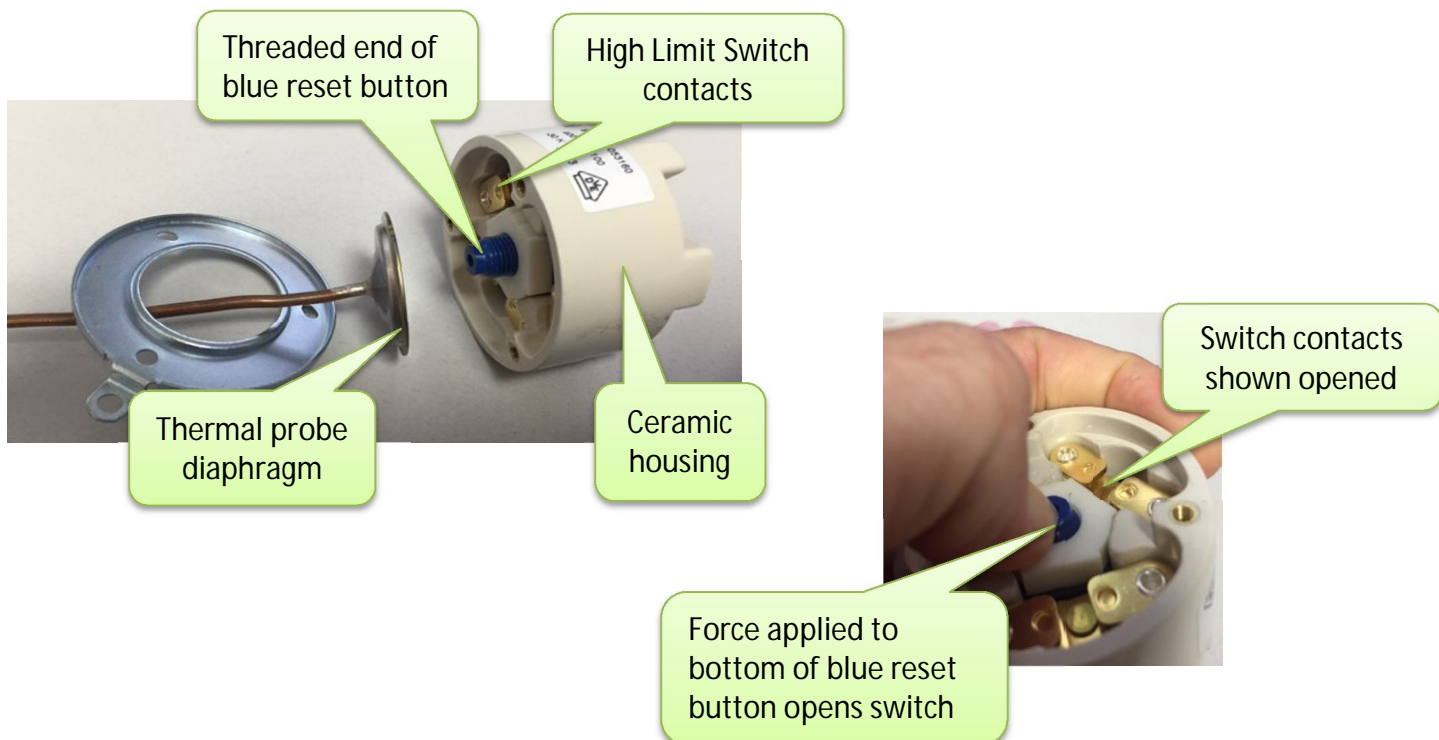 Threaded end of
blue reset button
High Limit Switch
contacts
Thermal probe
diaphragm
Ceramic
housing
Switch contacts
shown opened
Force applied to
bottom of blue reset
button opens switch